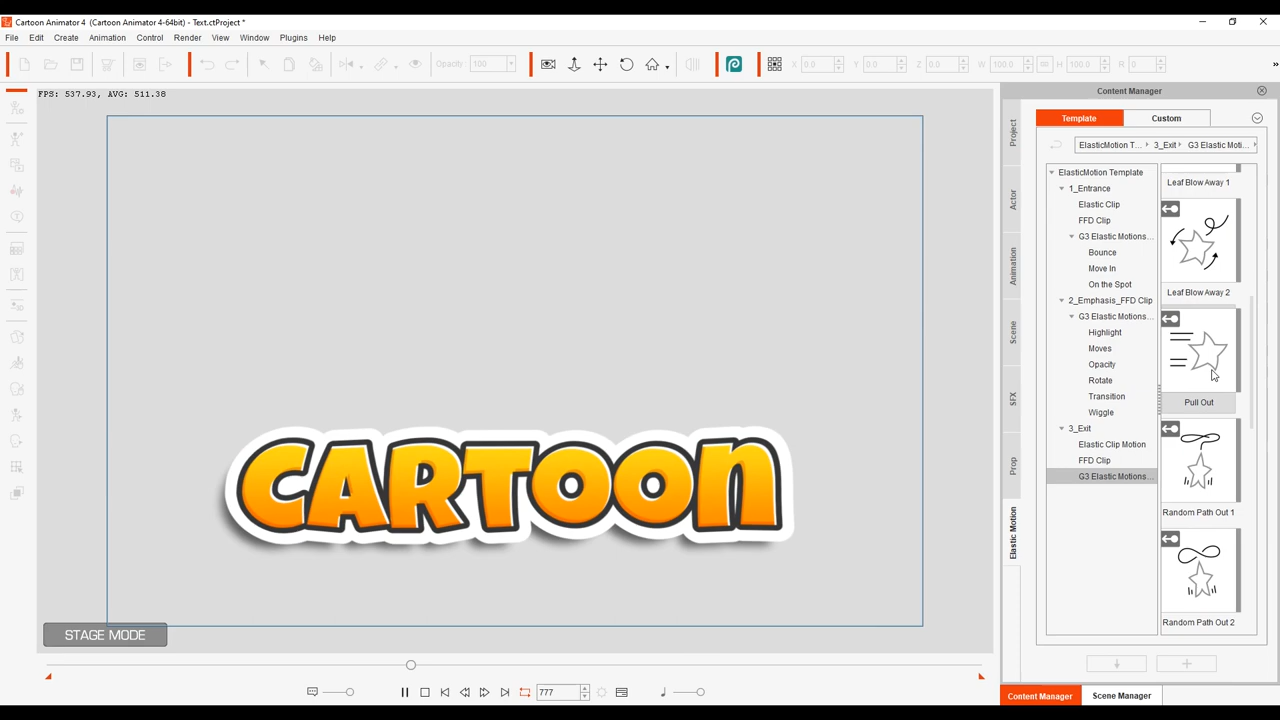 Cartoon Animator 4 (Cartoon Animator 4-64bit) - Text.ctProject *
File Edit Create Animation Control Render View Window Plugins Help
Opacity 100 X 0.0 Y 0.0 Z 0.0 W 100.0 H 100.0 R 0 »
FPS: 537.93, AVG: 511.38
CARTOON
STAGE MODE
777
Content Manager
Template Custom
ElasticMotion T... 3_Exit G3 Elastic Moti...
Project
Actor
Animation
Scene
SFX
Prop
Elastic Motion
ElasticMotion Template
1_Entrance
Elastic Clip
FFD Clip
G3 Elastic Motions...
Bounce
Move In
On the Spot
2_Emphasis_FFD Clip
G3 Elastic Motions...
Highlight
Moves
Opacity
Rotate
Transition
Wiggle
3_Exit
Elastic Clip Motion
FFD Clip
G3 Elastic Motions...
Leaf Blow Away 1
Leaf Blow Away 2
Pull Out
Random Path Out 1
Random Path Out 2
Content Manager Scene Manager